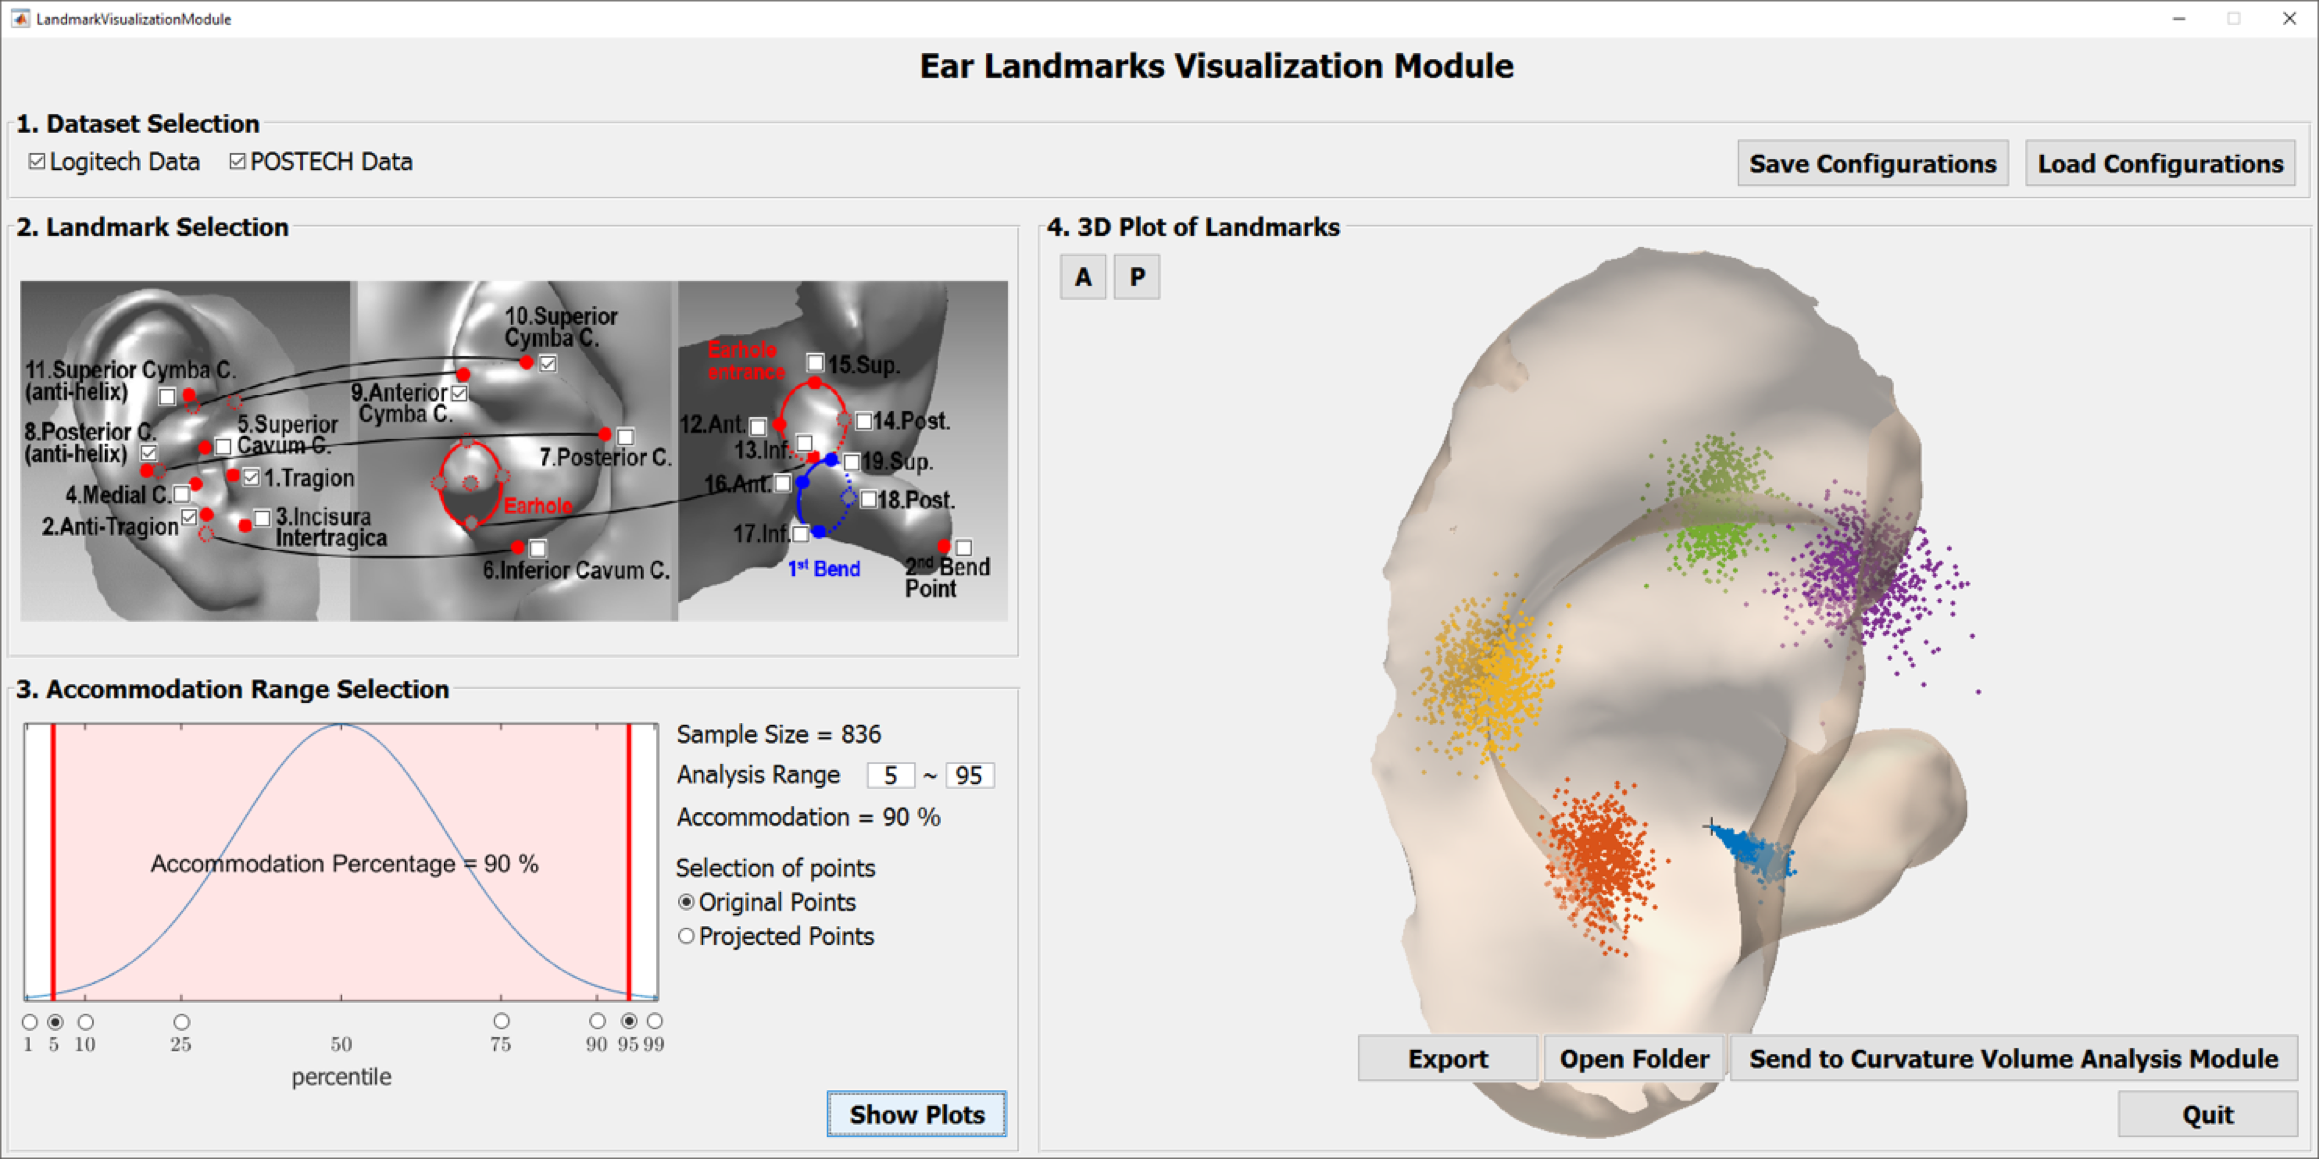 LandmarkVisualizationModule
Ear Landmarks Visualization Module
1. Dataset Selection
Logitech Data
POSTECH Data
Save Configurations
Load Configurations
2. Landmark Selection
11.Superior Cymba C.
(anti-helix)
8.Posterior C.
(anti-helix)
5.Superior
Cavum C.
1.Tragion
4.Medial C.
2.Anti-Tragion
3.Incisura
Intertragica
10.Superior
Cymba C.
9.Anterior
Cymba C.
7.Posterior C.
Earhole
6.Inferior Cavum C.
Earhole
entrance
15.Sup.
12.Ant.
14.Post.
13.Inf.
19.Sup.
16.Ant.
18.Post.
17.Inf.
1st Bend
2nd Bend
Point
3. Accommodation Range Selection
Accommodation Percentage = 90 %
1 5 10 25 50 75 90 95 99
percentile
Sample Size = 836
Analysis Range 5 ~ 95
Accommodation = 90 %
Selection of points
Original Points
Projected Points
Show Plots
4. 3D Plot of Landmarks
A
P
Export
Open Folder
Send to Curvature Volume Analysis Module
Quit